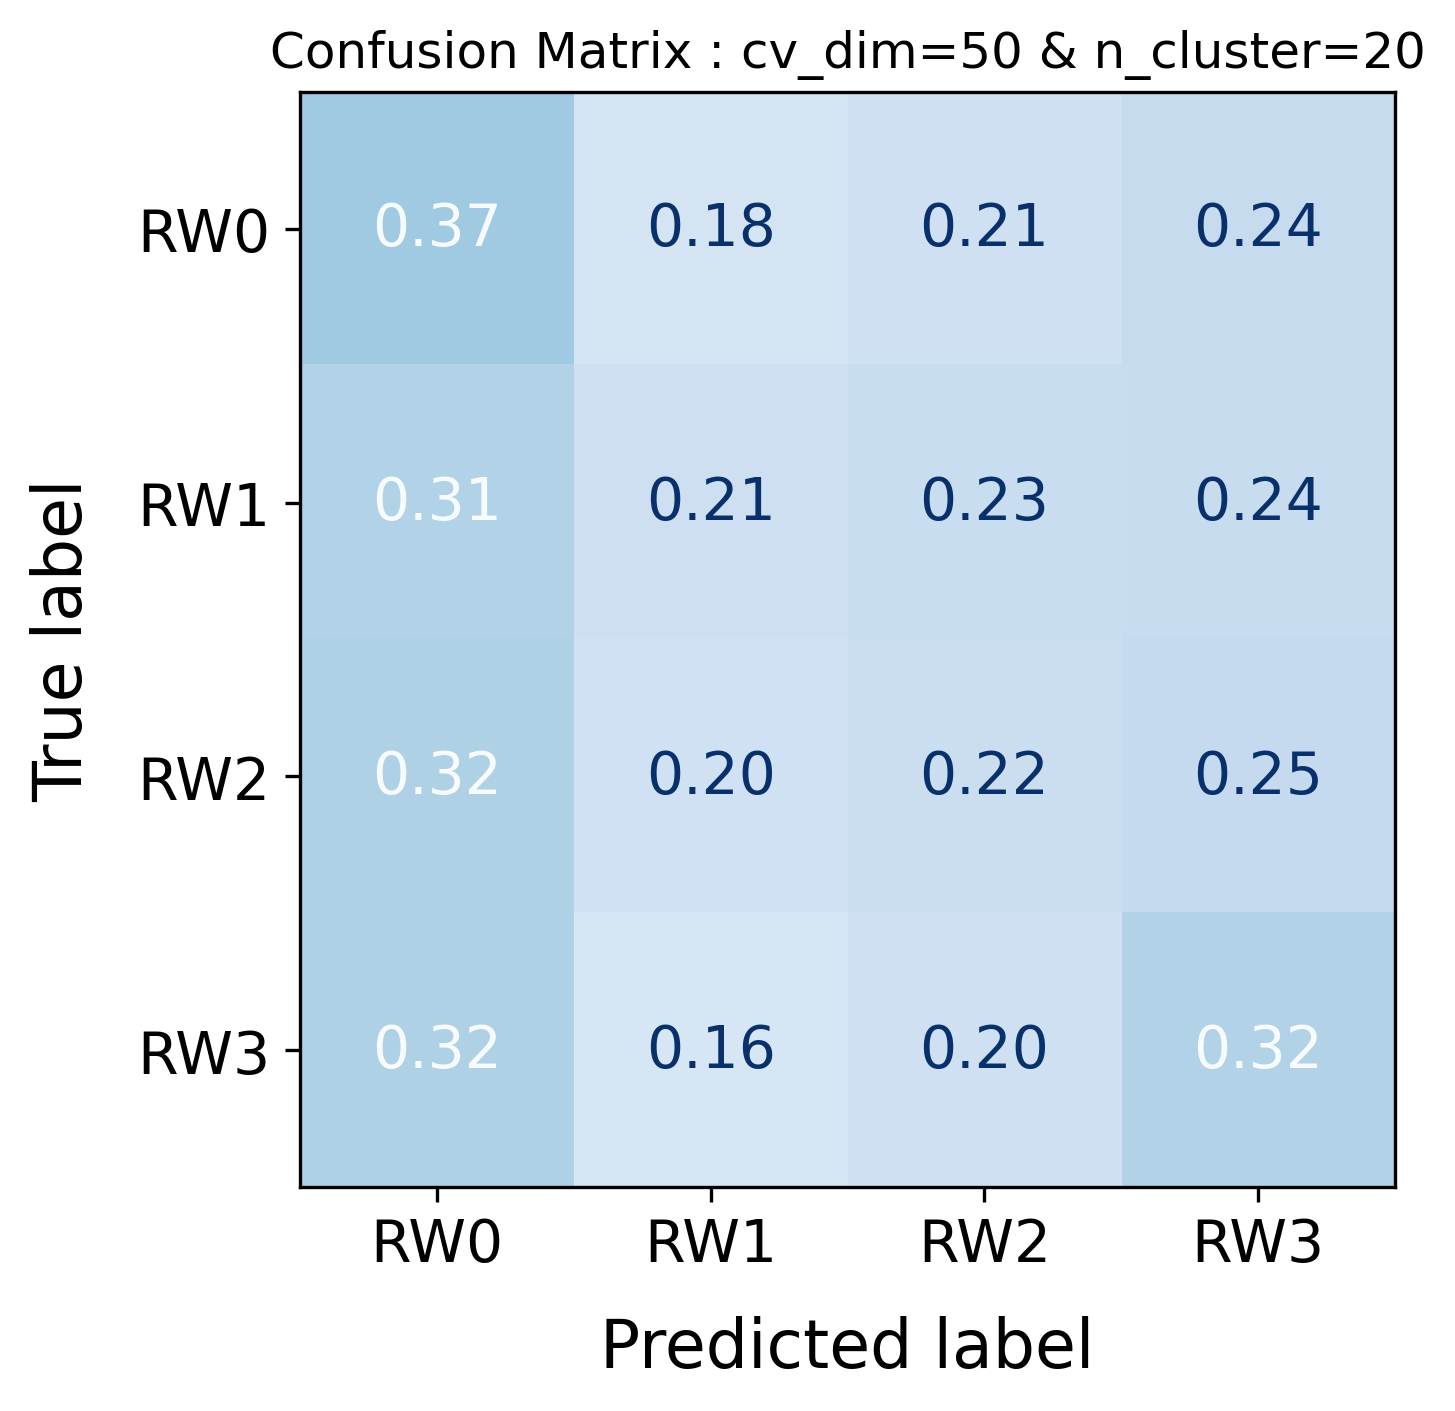 Confusion Matrix : cv_dim=50 & n_cluster=20
True label
RW0 0.37 0.18 0.21 0.24
RW1 0.31 0.21 0.23 0.24
RW2 0.32 0.20 0.22 0.25
RW3 0.32 0.16 0.20 0.32
RW0 RW1 RW2 RW3
Predicted label